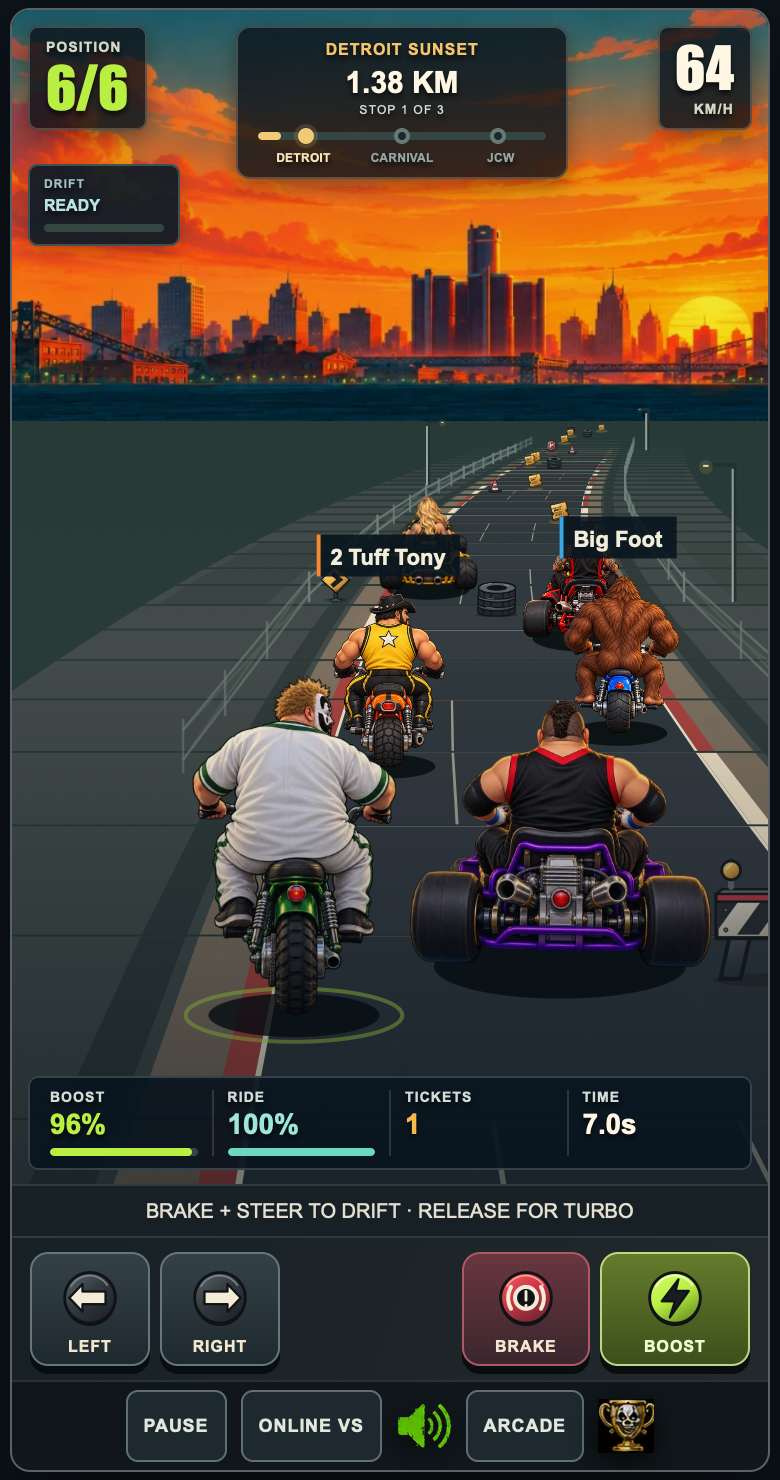 POSITION
6/6
DETROIT SUNSET
1.38 KM
STOP 1 OF 3
DETROIT
CARNIVAL
JCW
64
KM/H
DRIFT
READY
2 Tuff Tony
Big Foot
BOOST
96%
RIDE
100%
TICKETS
1
TIME
7.0s
BRAKE + STEER TO DRIFT · RELEASE FOR TURBO
LEFT
RIGHT
BRAKE
BOOST
PAUSE
ONLINE VS
ARCADE